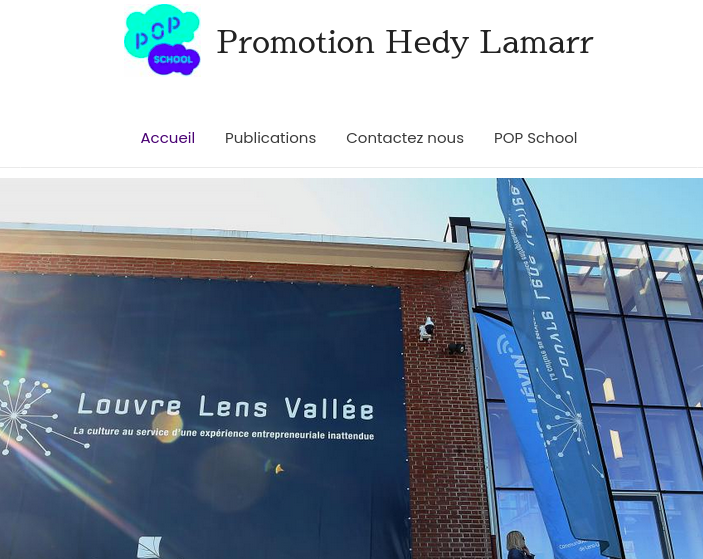 POP
SCHOOL
Promotion Hedy Lamarr
Accueil
Publications
Contactez nous
POP School
Louvre Lens Vallée
La culture au service d'une expérience entrepreneuriale inattendue
Louvre Lens Vallée